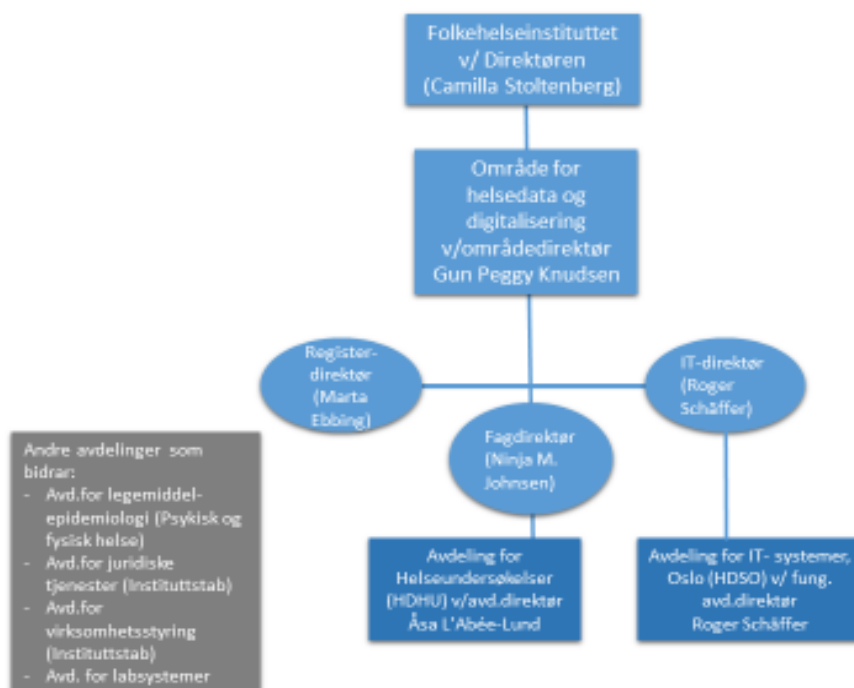 Folkehelseinstituttet
v/ Direktøren
(Camilla Stoltenberg)
Område for
helsedata og
digitalisering
v/områdedirektør
Gun Peggy Knudsen
Register-
direktør
(Marta
Ebbing)
IT-direktør
(Roger
Schäffer)
Fagdirektør
(Ninja M.
Johnsen)
Andre avdelinger som
bidrar:
- Avd.for legemiddel-
epidemiologi (Psykisk og
fysisk helse)
- Avd.for juridiske
tjenester (Instituttstab)
- Avd.for
virksomhetsstyring
(Instituttstab)
- Avd. for labsystemer
Avdeling for
Helseundersøkelser
(HDHU) v/avd.direktør
Åsa L'Abée-Lund
Avdeling for IT- systemer,
Oslo (HDSO) v/ fung.
avd.direktør
Roger Schäffer